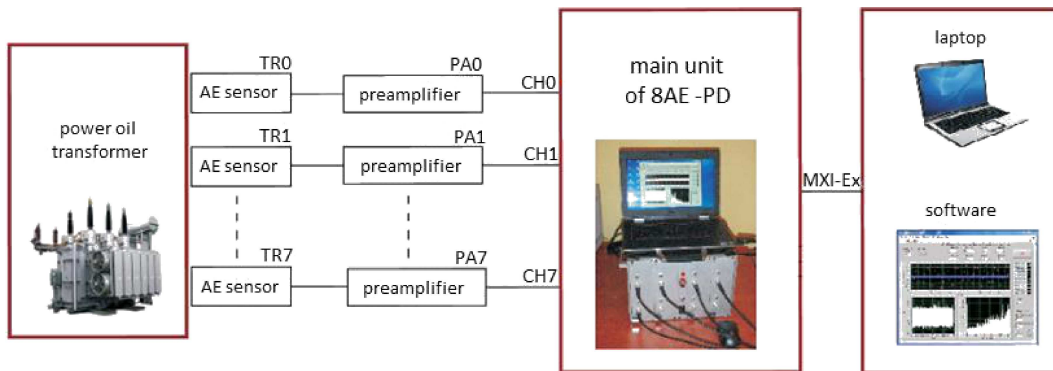 power oil
transformer
TR0
AE sensor
PA0
preamplifier
CH0
TR1
AE sensor
PA1
preamplifier
CH1
TR7
AE sensor
PA7
preamplifier
CH7
main unit
of 8AE -PD
MXI-Ex
laptop
software